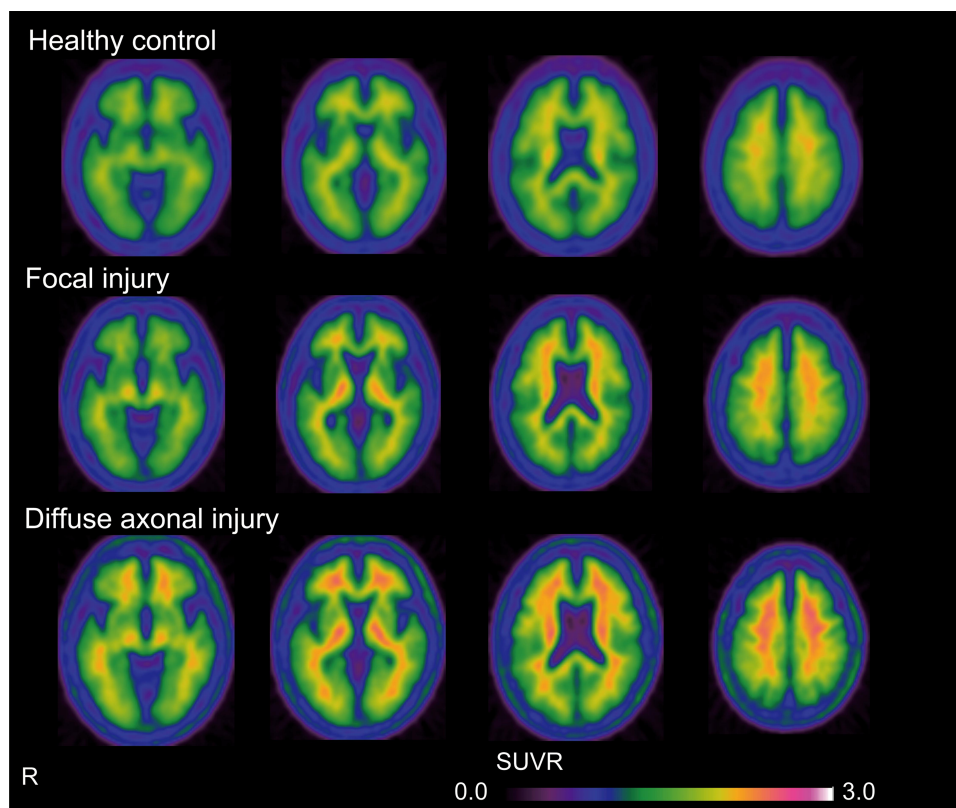 Healthy control
Focal injury
Diffuse axonal injury
R
SUVR
0.0
3.0